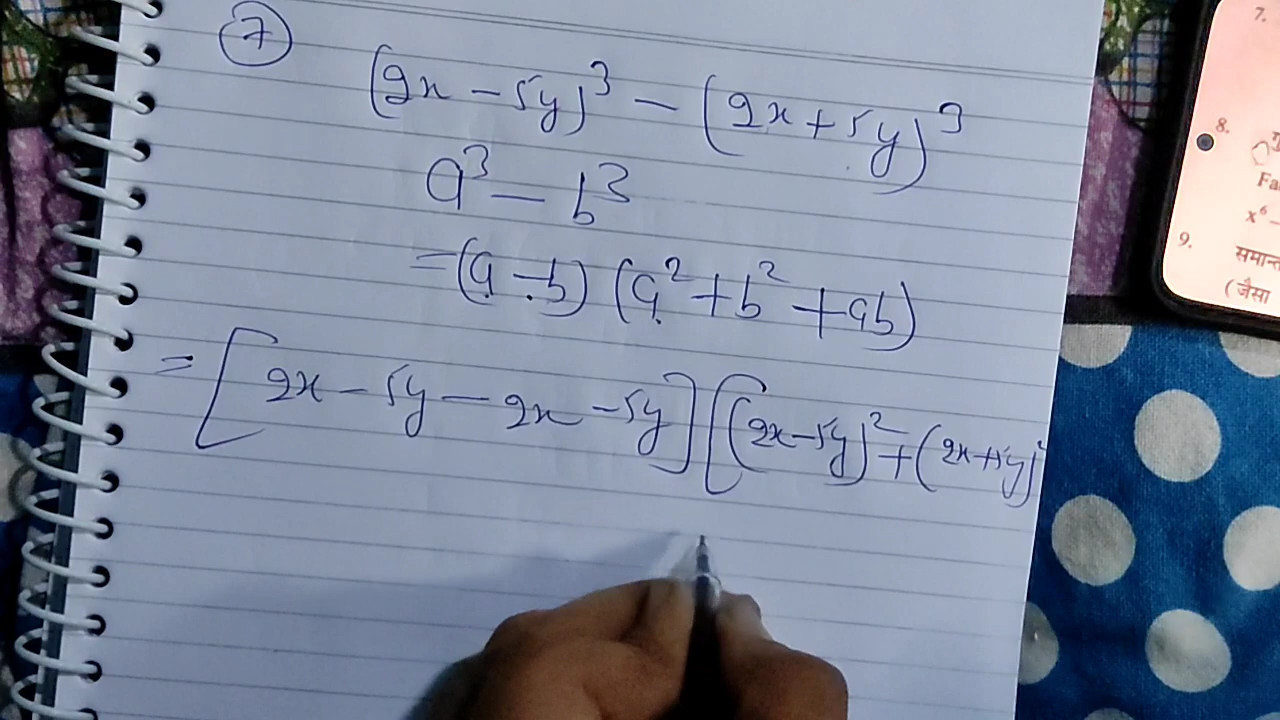 7
(2x - 5y)³ - (2x + 5y)³
a³ - b³
= (a - b) (a² + b² + ab)
= [2x - 5y - 2x - 5y] [(2x - 5y)² + (2x + 5y)²
7.
8.
Fa
x⁶ -
9.
समान्त
(जैसा